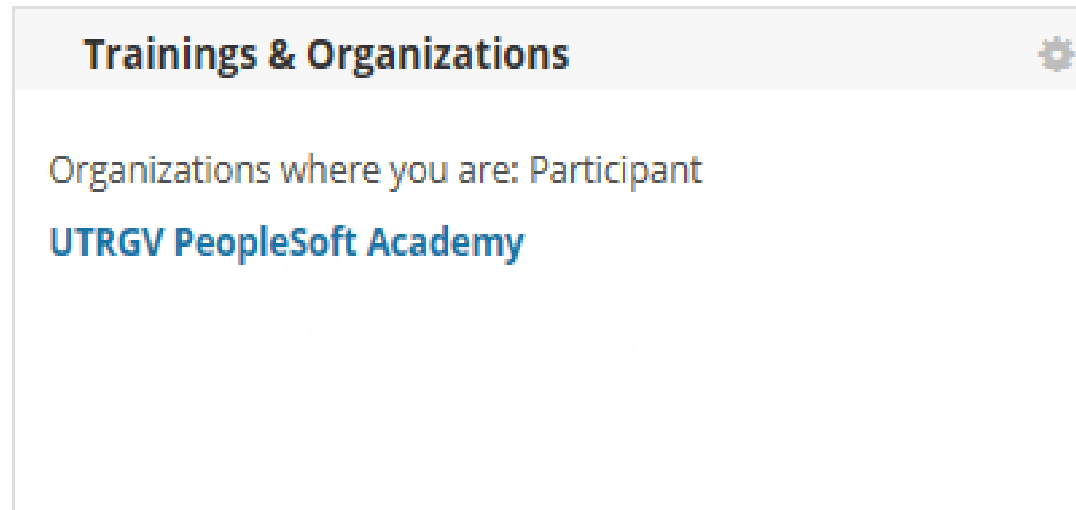 Trainings & Organizations
Organizations where you are: Participant
UTRGV PeopleSoft Academy